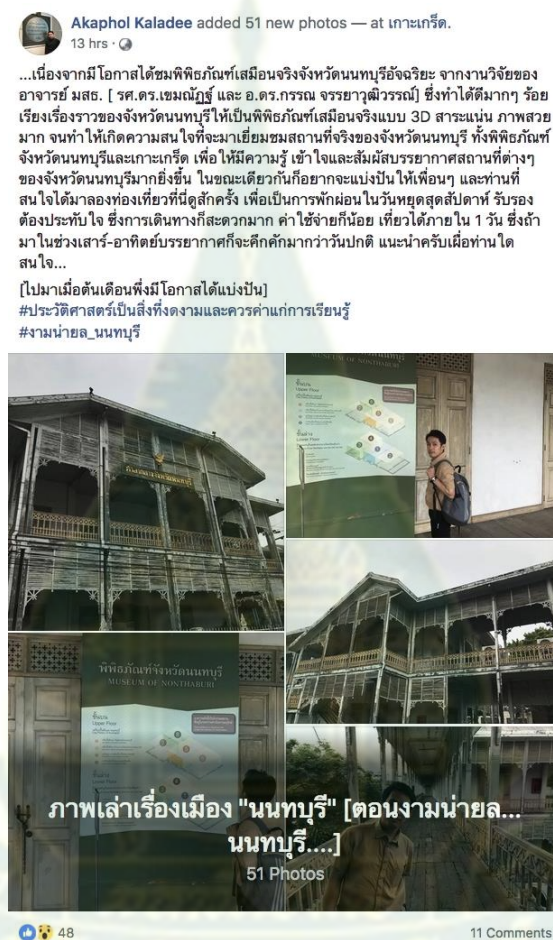 Akaphol Kaladee added 51 new photos — at เกาะเกร็ด.
13 hrs ·
...เนื่องจากมีโอกาสได้ชมพิพิธภัณฑ์เสมือนจริงจังหวัดนนทบุรีอัจฉริยะ จากงานวิจัยของ
อาจารย์ มสธ. [ รศ.ดร.เขมณัฏฐ์ และ อ.ดร.กรรณ จรรยาวุฒิวรรณ์] ซึ่งทำได้ดีมากๆ ร้อย
เรียงเรื่องราวของจังหวัดนนทบุรีให้เป็นพิพิธภัณฑ์เสมือนจริงแบบ 3D สาระแน่น ภาพสวย
มาก จนทำให้เกิดความสนใจที่จะมาเยี่ยมชมสถานที่จริงของจังหวัดนนทบุรี ทั้งพิพิธภัณฑ์
จังหวัดนนทบุรีและเกาะเกร็ด เพื่อให้มีความรู้ เข้าใจและสัมผัสบรรยากาศสถานที่ต่างๆ
ของจังหวัดนนทบุรีมากยิ่งขึ้น ในขณะเดียวกันก็อยากจะแบ่งปันให้เพื่อนๆ และท่านที่
สนใจได้มาลองท่องเที่ยวที่นี่ดูสักครั้ง เพื่อเป็นการพักผ่อนในวันหยุดสุดสัปดาห์ รับรอง
ต้องประทับใจ ซึ่งการเดินทางก็สะดวกมาก ค่าใช้จ่ายก็น้อย เที่ยวได้ภายใน 1 วัน ซึ่งถ้า
มาในช่วงเสาร์-อาทิตย์บรรยากาศก็จะคึกคักมากว่าวันปกติ แนะนำครับเผื่อท่านใด
สนใจ...
[ไปมาเมื่อต้นเดือนพึ่งมีโอกาสได้แบ่งปัน]
#ประวัติศาสตร์เป็นสิ่งที่งดงามและควรค่าแก่การเรียนรู้
#งามน่ายล_นนทบุรี
MUSEUM OF NONTHABURI
ชั้นบน
Upper Floor
ชั้นล่าง
Lower Floor
พิพิธภัณฑ์จังหวัดนนทบุรี
MUSEUM OF NONTHABURI
ชั้นบน
Upper Floor
ชั้นล่าง
Lower Floor
ภาพเล่าเรื่องเมือง "นนทบุรี" [ตอนงามน่ายล...
นนทบุรี....]
51 Photos
48
11 Comments